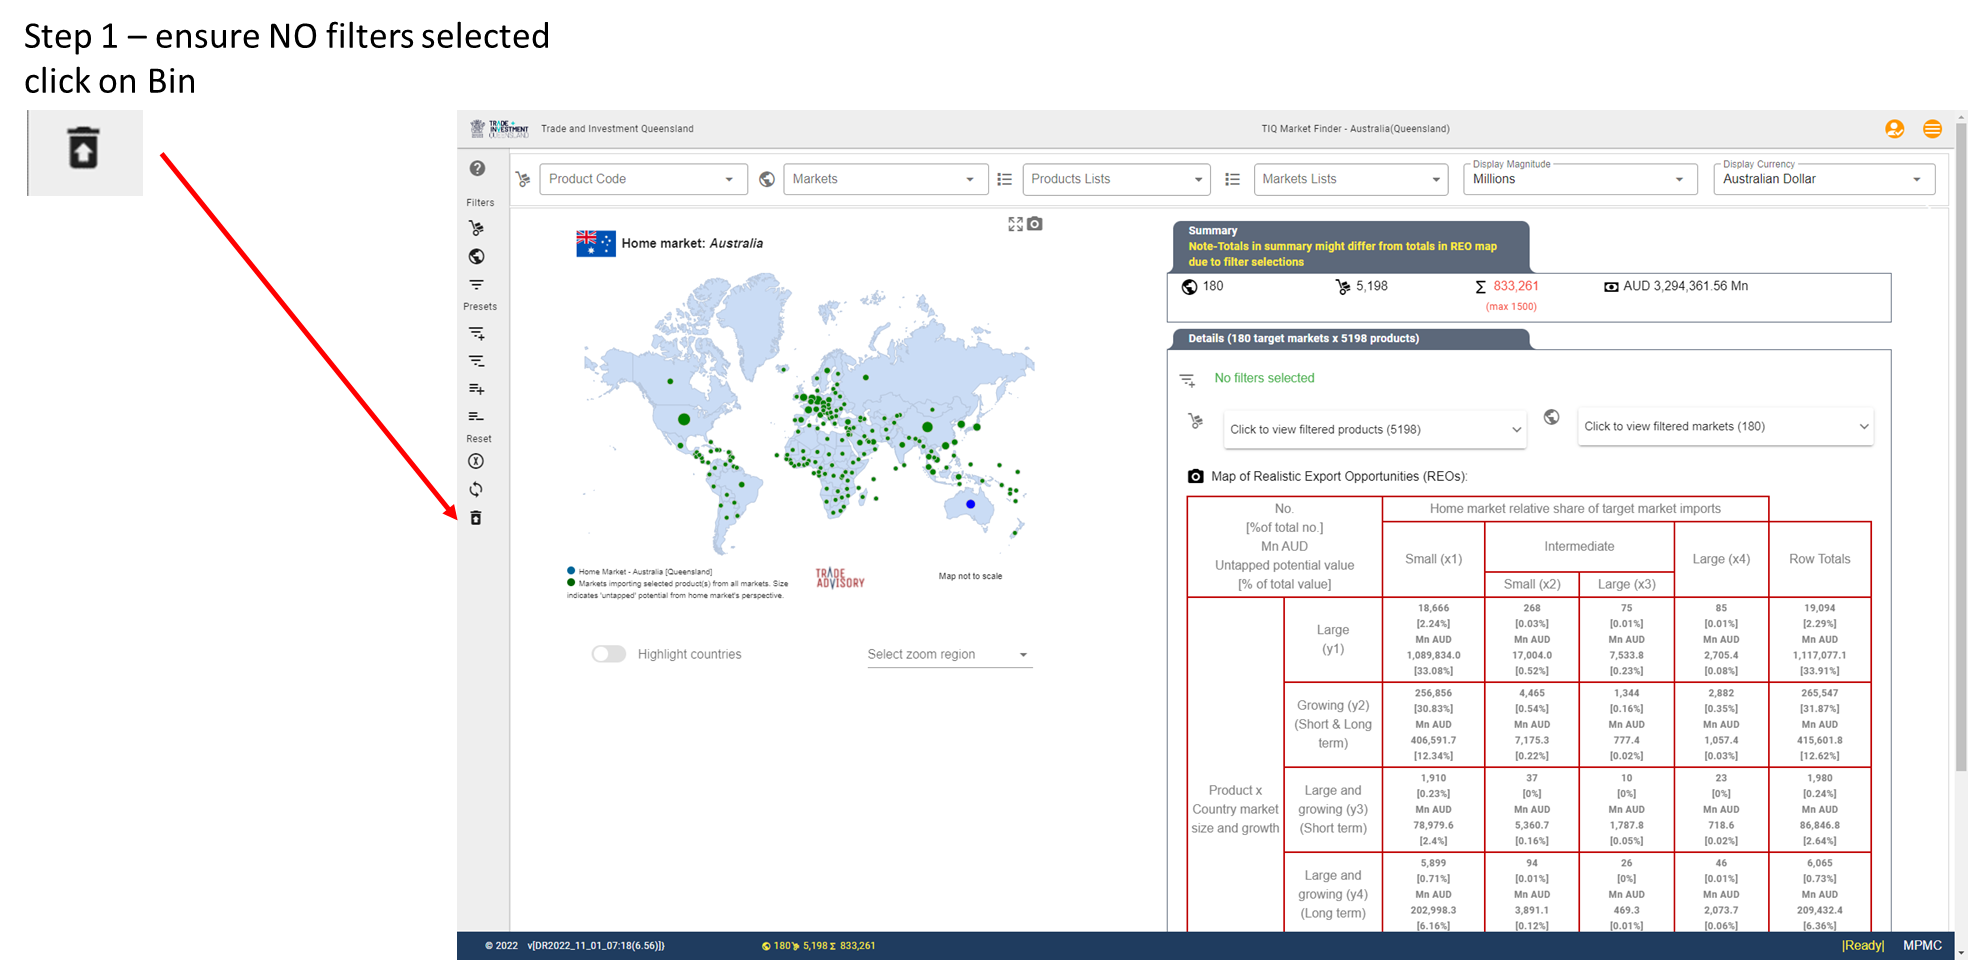 Step 1 – ensure NO filters selected
click on Bin
TRADE +
INVESTMENT
QUEENSLAND
Trade and Investment Queensland
TIQ Market Finder - Australia(Queensland)
Filters
Presets
Reset
Product Code
Markets
Products Lists
Markets Lists
Display Magnitude
Millions
Display Currency
Australian Dollar
Home market: Australia
Home Market - Australia [Queensland]
Markets importing selected product(s) from all markets. Size
indicates 'untapped' potential from home market's perspective.
TRADE
ADVISORY
Map not to scale
Highlight countries
Select zoom region
Summary
Note-Totals in summary might differ from totals in REO map
due to filter selections
180
5,198
Σ 833,261
(max 1500)
AUD 3,294,361.56 Mn
Details (180 target markets x 5198 products)
No filters selected
Click to view filtered products (5198)
Click to view filtered markets (180)
Map of Realistic Export Opportunities (REOs):
No.
[%of total no.]
Mn AUD
Untapped potential value
[% of total value]
Home market relative share of target market imports
Small (x1)
Intermediate
Small (x2)
Large (x3)
Large (x4)
Row Totals
Product x
Country market
size and growth
Large
(y1)
18,666 268 75 85 19,094
[2.24%] [0.03%] [0.01%] [0.01%] [2.29%]
Mn AUD Mn AUD Mn AUD Mn AUD Mn AUD
1,089,834.0 17,004.0 7,533.8 2,705.4 1,117,077.1
[33.08%] [0.52%] [0.23%] [0.08%] [33.91%]
Growing (y2)
(Short & Long
term)
256,856 4,465 1,344 2,882 265,547
[30.83%] [0.54%] [0.16%] [0.35%] [31.87%]
Mn AUD Mn AUD Mn AUD Mn AUD Mn AUD
406,591.7 7,175.3 777.4 1,057.4 415,601.8
[12.34%] [0.22%] [0.02%] [0.03%] [12.62%]
Large and
growing (y3)
(Short term)
1,910 37 10 23 1,980
[0.23%] [0%] [0%] [0%] [0.24%]
Mn AUD Mn AUD Mn AUD Mn AUD Mn AUD
78,979.6 5,360.7 1,787.8 718.6 86,846.8
[2.4%] [0.16%] [0.05%] [0.02%] [2.64%]
Large and
growing (y4)
(Long term)
5,899 94 26 46 6,065
[0.71%] [0.01%] [0%] [0.01%] [0.73%]
Mn AUD Mn AUD Mn AUD Mn AUD Mn AUD
202,998.3 3,891.1 469.3 2,073.7 209,432.4
[6.16%] [0.12%] [0.01%] [0.06%] [6.36%]
© 2022 v[DR2022_11_01_07:18(6.56)]}
180 5,198 Σ 833,261
|Ready| MPMC